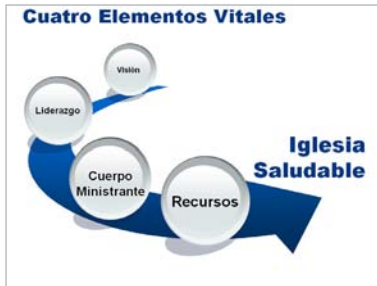 Cuatro Elementos Vitales
Visión
Liderazgo
Cuerpo
Ministrante
Recursos
Iglesia
Saludable